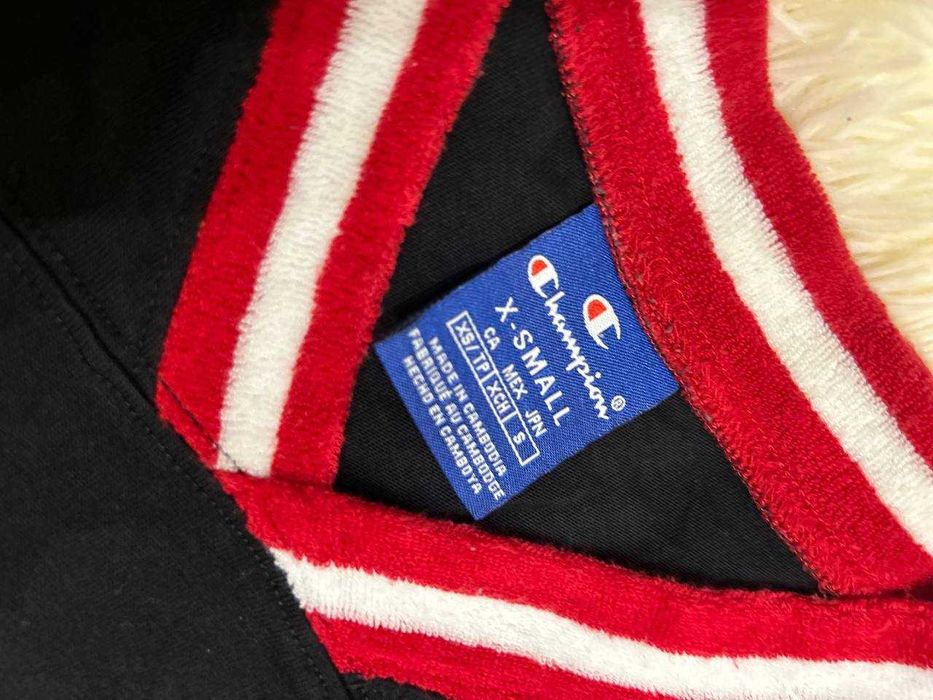 Champion®
X-SMALL
CA MEX JPN
XS/TP XCH S
MADE IN CAMBODIA
FABRIQUÉ AU CAMBODGE
HECHO EN CAMBOYA